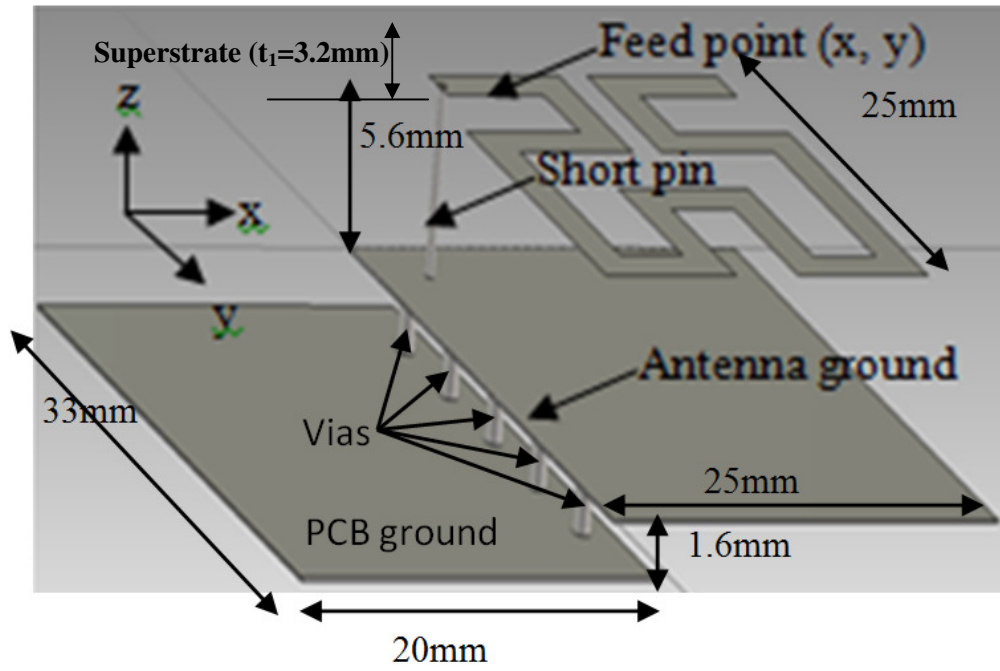 Superstrate (t₁=3.2mm)
Feed point (x, y)
25mm
z
5.6mm
Short pin
x
y
Antenna ground
33mm
Vias
25mm
PCB ground
1.6mm
20mm